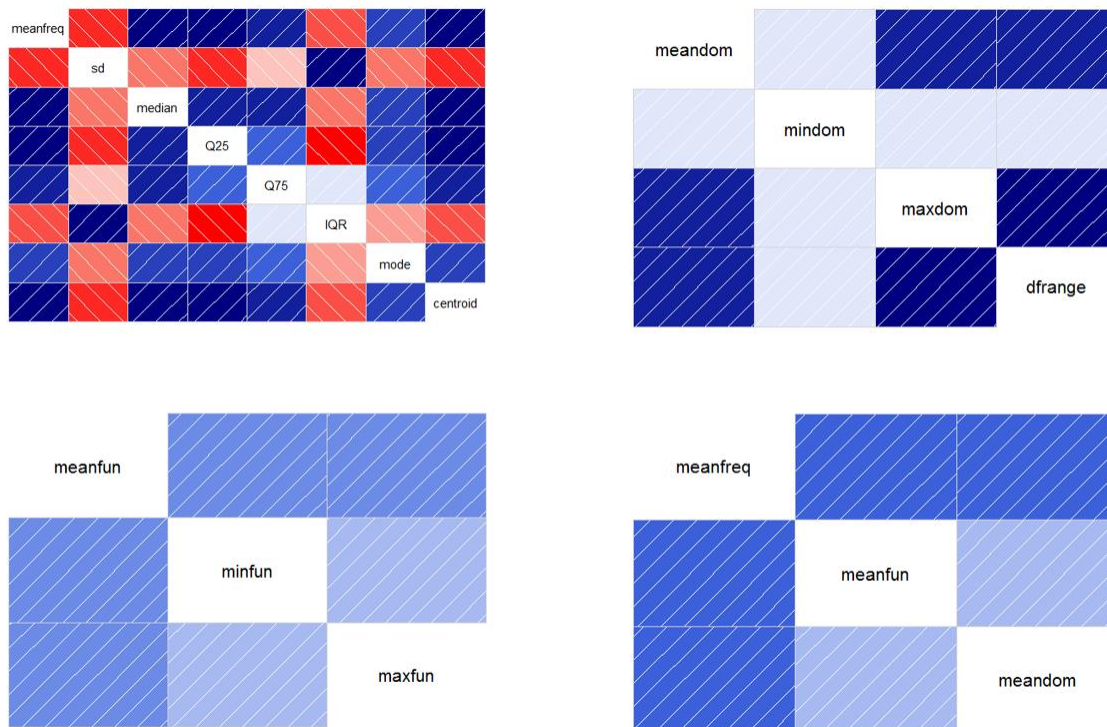 meanfreq
sd
median
Q25
Q75
IQR
mode
centroid
meandom
mindom
maxdom
dfrange
meanfun
minfun
maxfun
meanfreq
meanfun
meandom